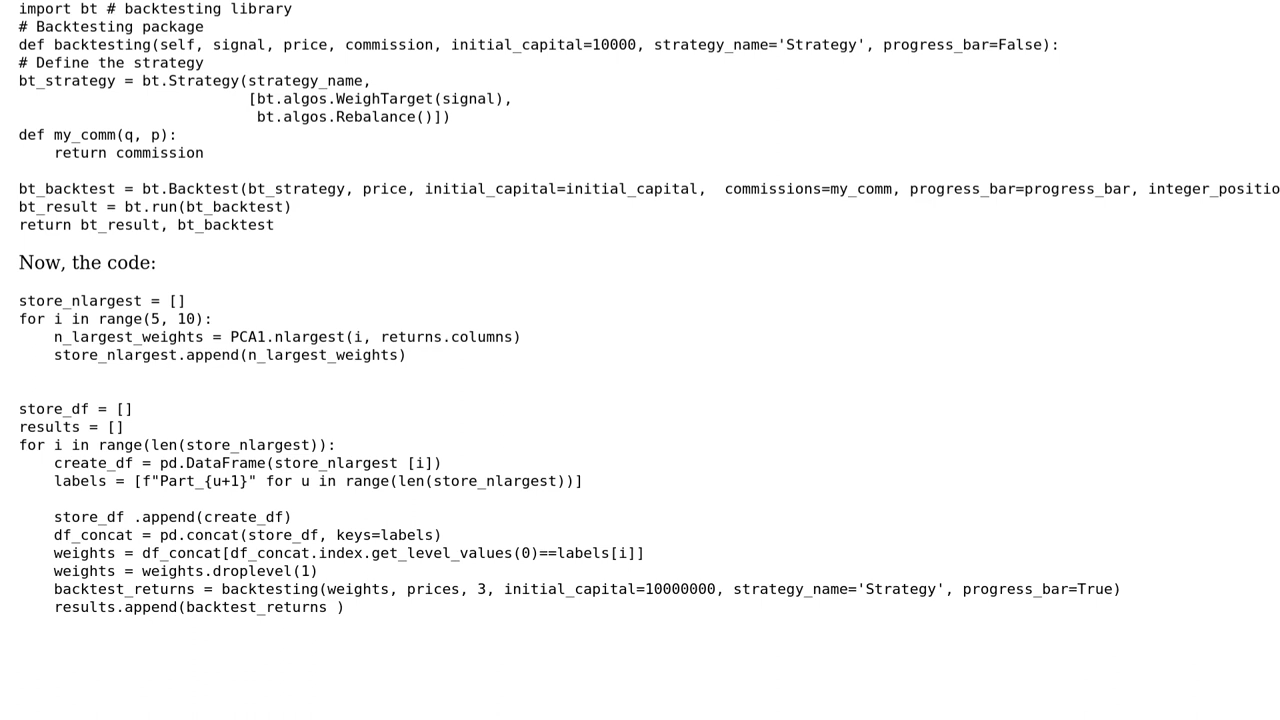 import bt # backtesting library
# Backtesting package
def backtesting(self, signal, price, commission, initial_capital=10000, strategy_name='Strategy', progress_bar=False):
# Define the strategy
bt_strategy = bt.Strategy(strategy_name,
                          [bt.algos.WeighTarget(signal),
                           bt.algos.Rebalance()])
def my_comm(q, p):
    return commission

bt_backtest = bt.Backtest(bt_strategy, price, initial_capital=initial_capital,  commissions=my_comm, progress_bar=progress_bar, integer_positio
bt_result = bt.run(bt_backtest)
return bt_result, bt_backtest

Now, the code:

store_nlargest = []
for i in range(5, 10):
    n_largest_weights = PCA1.nlargest(i, returns.columns)
    store_nlargest.append(n_largest_weights)


store_df = []
results = []
for i in range(len(store_nlargest)):
    create_df = pd.DataFrame(store_nlargest [i])
    labels = [f"Part_{u+1}" for u in range(len(store_nlargest))]

    store_df .append(create_df)
    df_concat = pd.concat(store_df, keys=labels)
    weights = df_concat[df_concat.index.get_level_values(0)==labels[i]]
    weights = weights.droplevel(1)
    backtest_returns = backtesting(weights, prices, 3, initial_capital=10000000, strategy_name='Strategy', progress_bar=True)
    results.append(backtest_returns )